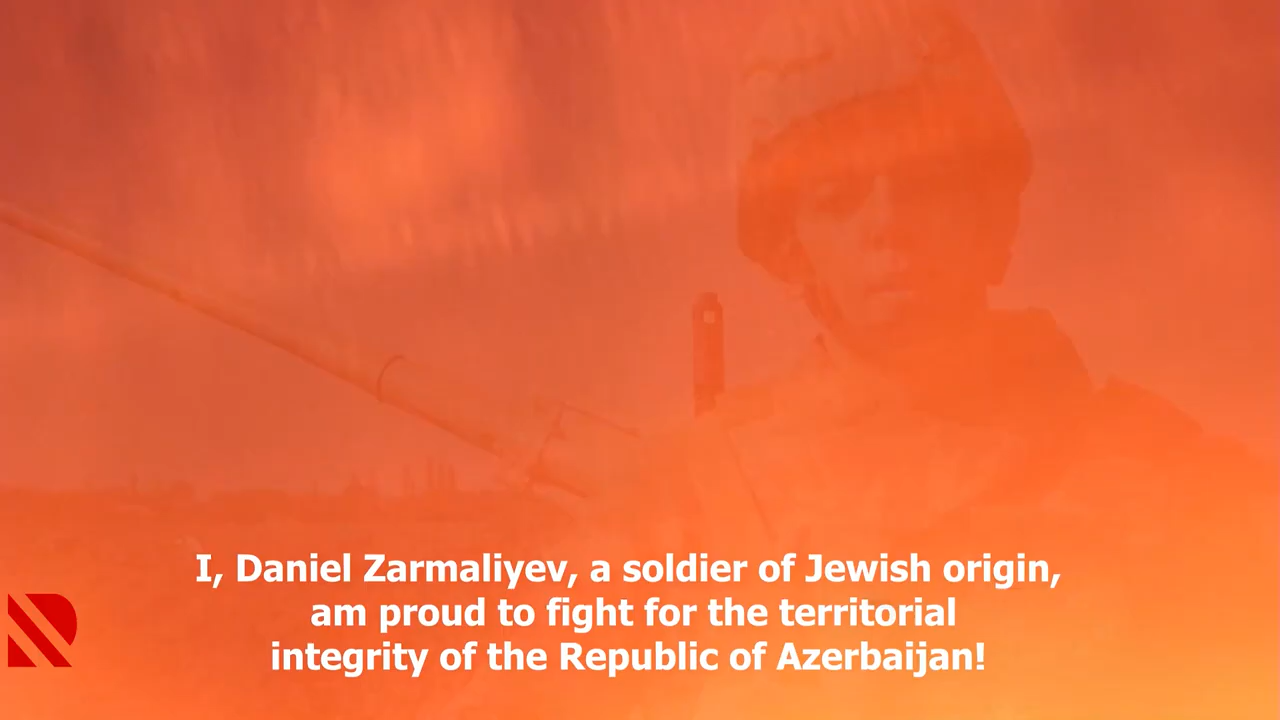 I, Daniel Zarmaliyev, a soldier of Jewish origin,
am proud to fight for the territorial
integrity of the Republic of Azerbaijan!